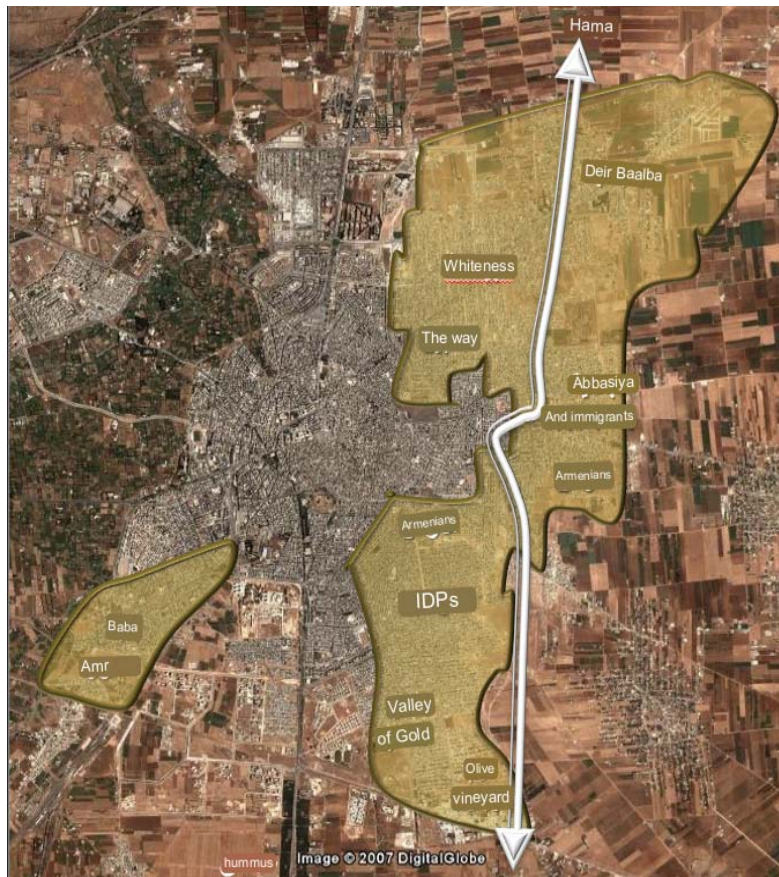 Hama
Deir Baalba
Whiteness
The way
Abbasiya
And immigrants
Armenians
Armenians
IDPs
Baba
Amr
Valley
of Gold
Olive
vineyard
hummus
Image © 2007 DigitalGlobe